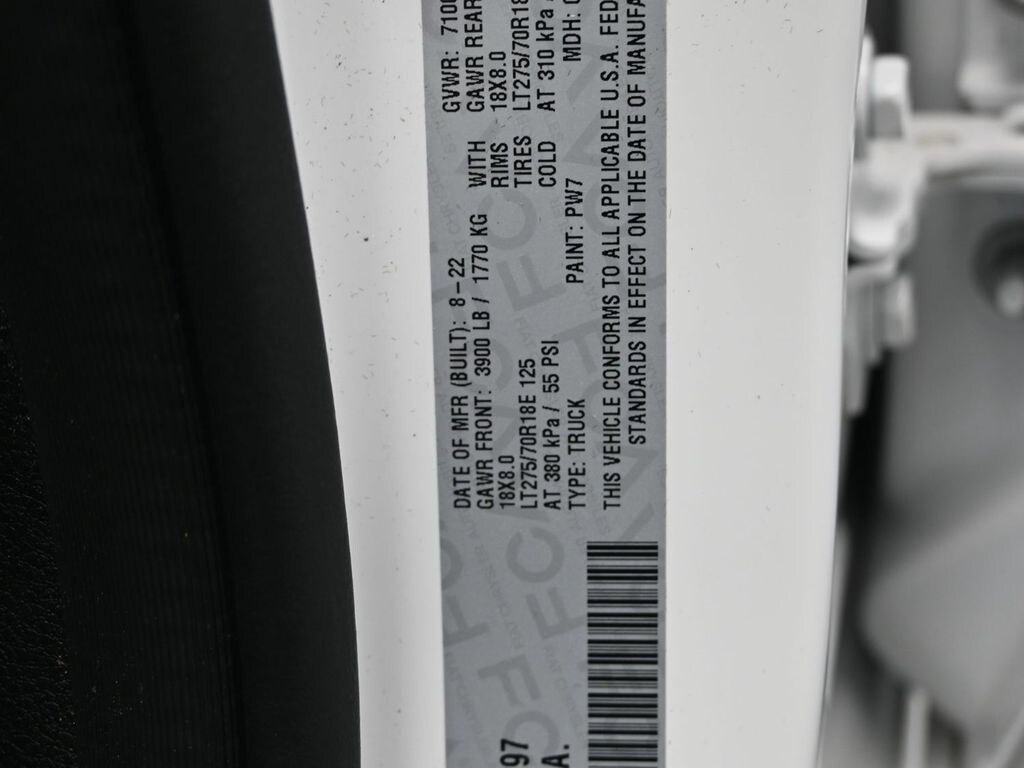 DATE OF MFR (BUILT): 8-22 GVWR: 7100
GAWR FRONT: 3900 LB / 1770 KG WITH GAWR REAR
18X8.0 RIMS 18X8.0
LT275/70R18E 125 TIRES LT275/70R18
AT 380 kPa / 55 PSI COLD AT 310 kPa
TYPE: TRUCK PAINT: PW7 MDH: 0
THIS VEHICLE CONFORMS TO ALL APPLICABLE U.S.A. FED
STANDARDS IN EFFECT ON THE DATE OF MANUFA
97
A.